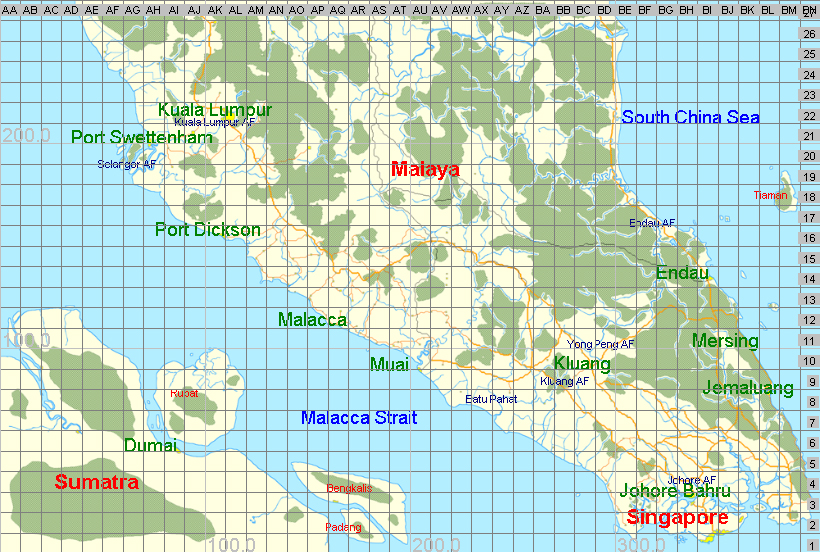 AA AB AC AD AE AF AG AH AI AJ AK AL AM AN AO AP AQ AR AS AT AU AV AW AX AY AZ BA BB BC BD BE BF BG BH BI BJ BK BL BM BN
27
26
25
24
23
Kuala Lumpur
22
Kuala Lumpur AF
South China Sea
200.0
Port Swettenham
21
20
Selangor AF
Malaya
19
Tiaman
18
Endau AF
17
Port Dickson
16
15
Endau
14
13
Malacca
12
100.0
Mersing
Yong Peng AF
11
Muai
Kluang
10
Kluang AF
Rubat
9
Jemaluang
Eatu Pahat
8
Malacca Strait
7
Dumai
6
5
Sumatra
Jchore AF
Bengkalis
Johore Bahru
4
3
Singapore
Padang
2
100.0
200.0
300.0
1